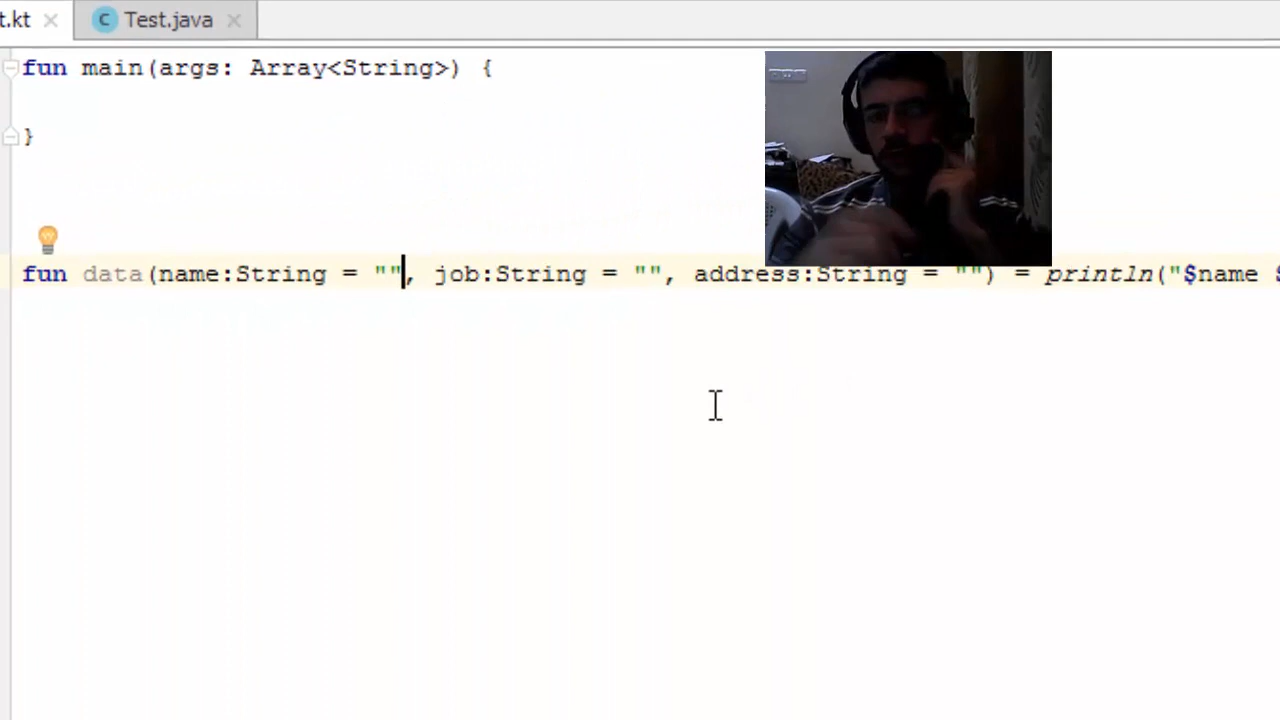 t.kt Test.java
fun main(args: Array<String>) {
}
fun data(name:String = "", job:String = "", address:String = "") = println("$name $